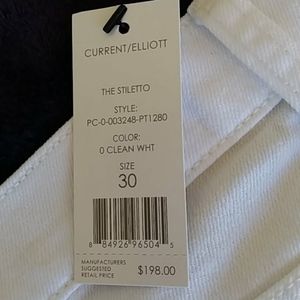 CURRENT/ELLIOTT
THE STILETTO
STYLE:
PC-0-003248-PT1280
COLOR:
0 CLEAN WHT
SIZE
30
8 84926 96504 5
MANUFACTURERS
SUGGESTED
RETAIL PRICE
$198.00